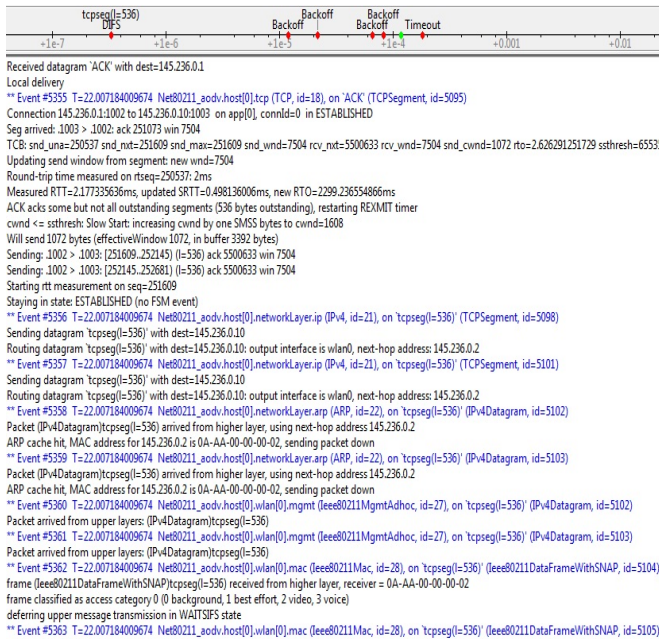 tcpseg(l=536)
DIFS
Backoff
Backoff
Backoff
Backoff
Timeout
+1e-7
+1e-6
+1e-5
+1e-4
+0.001
+0.01
Received datagram `ACK' with dest=145.236.0.1
Local delivery
** Event #5355 T=22.007184009674 Net80211_aodv.host[0].tcp (TCP, id=18), on `ACK' (TCPSegment, id=5095)
Connection 145.236.0.1:1002 to 145.236.0.10:1003 on app[0], connId=0 in ESTABLISHED
Seg arrived: .1003 > .1002: ack 251073 win 7504
TCB: snd_una=250537 snd_nxt=251609 snd_max=251609 snd_wnd=7504 rcv_nxt=5500633 rcv_wnd=7504 snd_cwnd=1072 rto=2.626291251729 ssthresh=6553
Updating send window from segment: new wnd=7504
Round-trip time measured on rtseq=250537: 2ms
Measured RTT=2.177335636ms, updated SRTT=0.498136006ms, new RTO=2299.236554866ms
ACK acks some but not all outstanding segments (536 bytes outstanding), restarting REXMIT timer
cwnd <= ssthresh: Slow Start: increasing cwnd by one SMSS bytes to cwnd=1608
Will send 1072 bytes (effectiveWindow 1072, in buffer 3392 bytes)
Sending: .1002 > .1003: [251609..252145) (l=536) ack 5500633 win 7504
Sending: .1002 > .1003: [252145..252681) (l=536) ack 5500633 win 7504
Starting rtt measurement on seq=251609
Staying in state: ESTABLISHED (no FSM event)
** Event #5356 T=22.007184009674 Net80211_aodv.host[0].networkLayer.ip (IPv4, id=21), on `tcpseg(l=536)' (TCPSegment, id=5098)
Sending datagram `tcpseg(l=536)' with dest=145.236.0.10
Routing datagram `tcpseg(l=536)' with dest=145.236.0.10: output interface is wlan0, next-hop address: 145.236.0.2
** Event #5357 T=22.007184009674 Net80211_aodv.host[0].networkLayer.ip (IPv4, id=21), on `tcpseg(l=536)' (TCPSegment, id=5101)
Sending datagram `tcpseg(l=536)' with dest=145.236.0.10
Routing datagram `tcpseg(l=536)' with dest=145.236.0.10: output interface is wlan0, next-hop address: 145.236.0.2
** Event #5358 T=22.007184009674 Net80211_aodv.host[0].networkLayer.arp (ARP, id=22), on `tcpseg(l=536)' (IPv4Datagram, id=5102)
Packet (IPv4Datagram)tcpseg(l=536) arrived from higher layer, using next-hop address 145.236.0.2
ARP cache hit, MAC address for 145.236.0.2 is 0A-AA-00-00-00-02, sending packet down
** Event #5359 T=22.007184009674 Net80211_aodv.host[0].networkLayer.arp (ARP, id=22), on `tcpseg(l=536)' (IPv4Datagram, id=5103)
Packet (IPv4Datagram)tcpseg(l=536) arrived from higher layer, using next-hop address 145.236.0.2
ARP cache hit, MAC address for 145.236.0.2 is 0A-AA-00-00-00-02, sending packet down
** Event #5360 T=22.007184009674 Net80211_aodv.host[0].wlan[0].mgmt (Ieee80211MgmtAdhoc, id=27), on `tcpseg(l=536)' (IPv4Datagram, id=5102)
Packet arrived from upper layers: (IPv4Datagram)tcpseg(l=536)
** Event #5361 T=22.007184009674 Net80211_aodv.host[0].wlan[0].mgmt (Ieee80211MgmtAdhoc, id=27), on `tcpseg(l=536)' (IPv4Datagram, id=5103)
Packet arrived from upper layers: (IPv4Datagram)tcpseg(l=536)
** Event #5362 T=22.007184009674 Net80211_aodv.host[0].wlan[0].mac (Ieee80211Mac, id=28), on `tcpseg(l=536)' (Ieee80211DataFrameWithSNAP, id=5104)
frame (Ieee80211DataFrameWithSNAP)tcpseg(l=536) received from higher layer, receiver = 0A-AA-00-00-00-02
frame classified as access category 0 (0 background, 1 best effort, 2 video, 3 voice)
deferring upper message transmission in WAITSIFS state
** Event #5363 T=22.007184009674 Net80211_aodv.host[0].wlan[0].mac (Ieee80211Mac, id=28), on `tcpseg(l=536)' (Ieee80211DataFrameWithSNAP, id=5105)